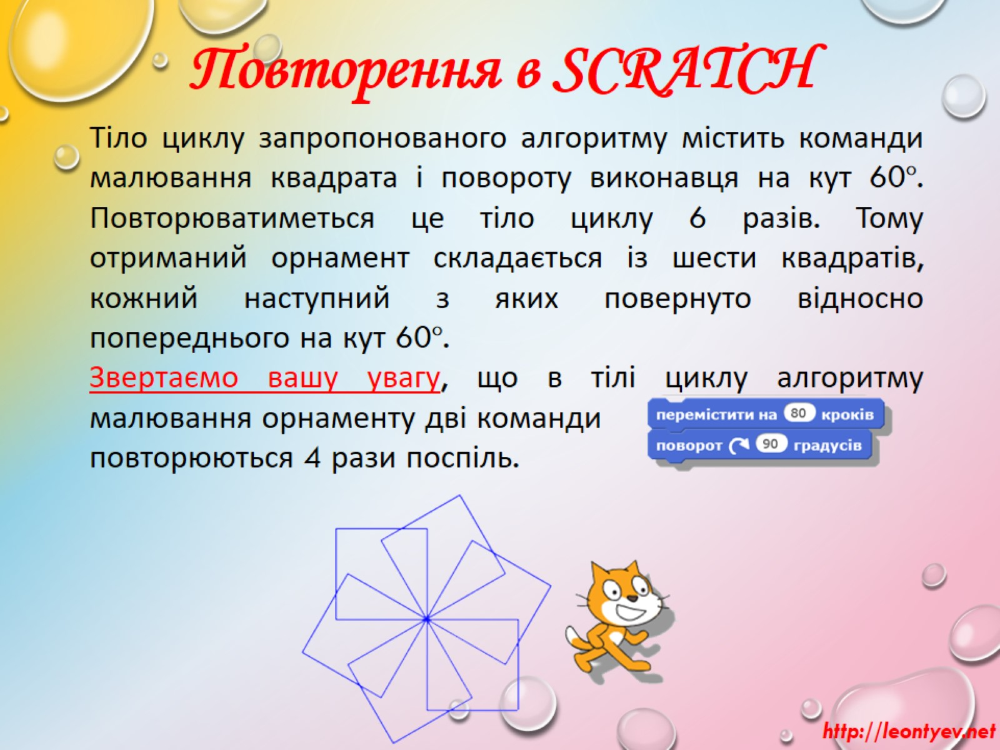 Повторення в SCRATCH
Тіло циклу запропонованого алгоритму містить команди
малювання квадрата і повороту виконавця на кут 60°.
Повторюватиметься це тіло циклу 6 разів. Тому
отриманий орнамент складається із шести квадратів,
кожний наступний з яких повернуто відносно
попереднього на кут 60°.
Звертаємо вашу увагу, що в тілі циклу алгоритму
малювання орнаменту дві команди
перемістити на 80 кроків
поворот 90 градусів
повторюються 4 рази поспіль.
http://leontyev.net